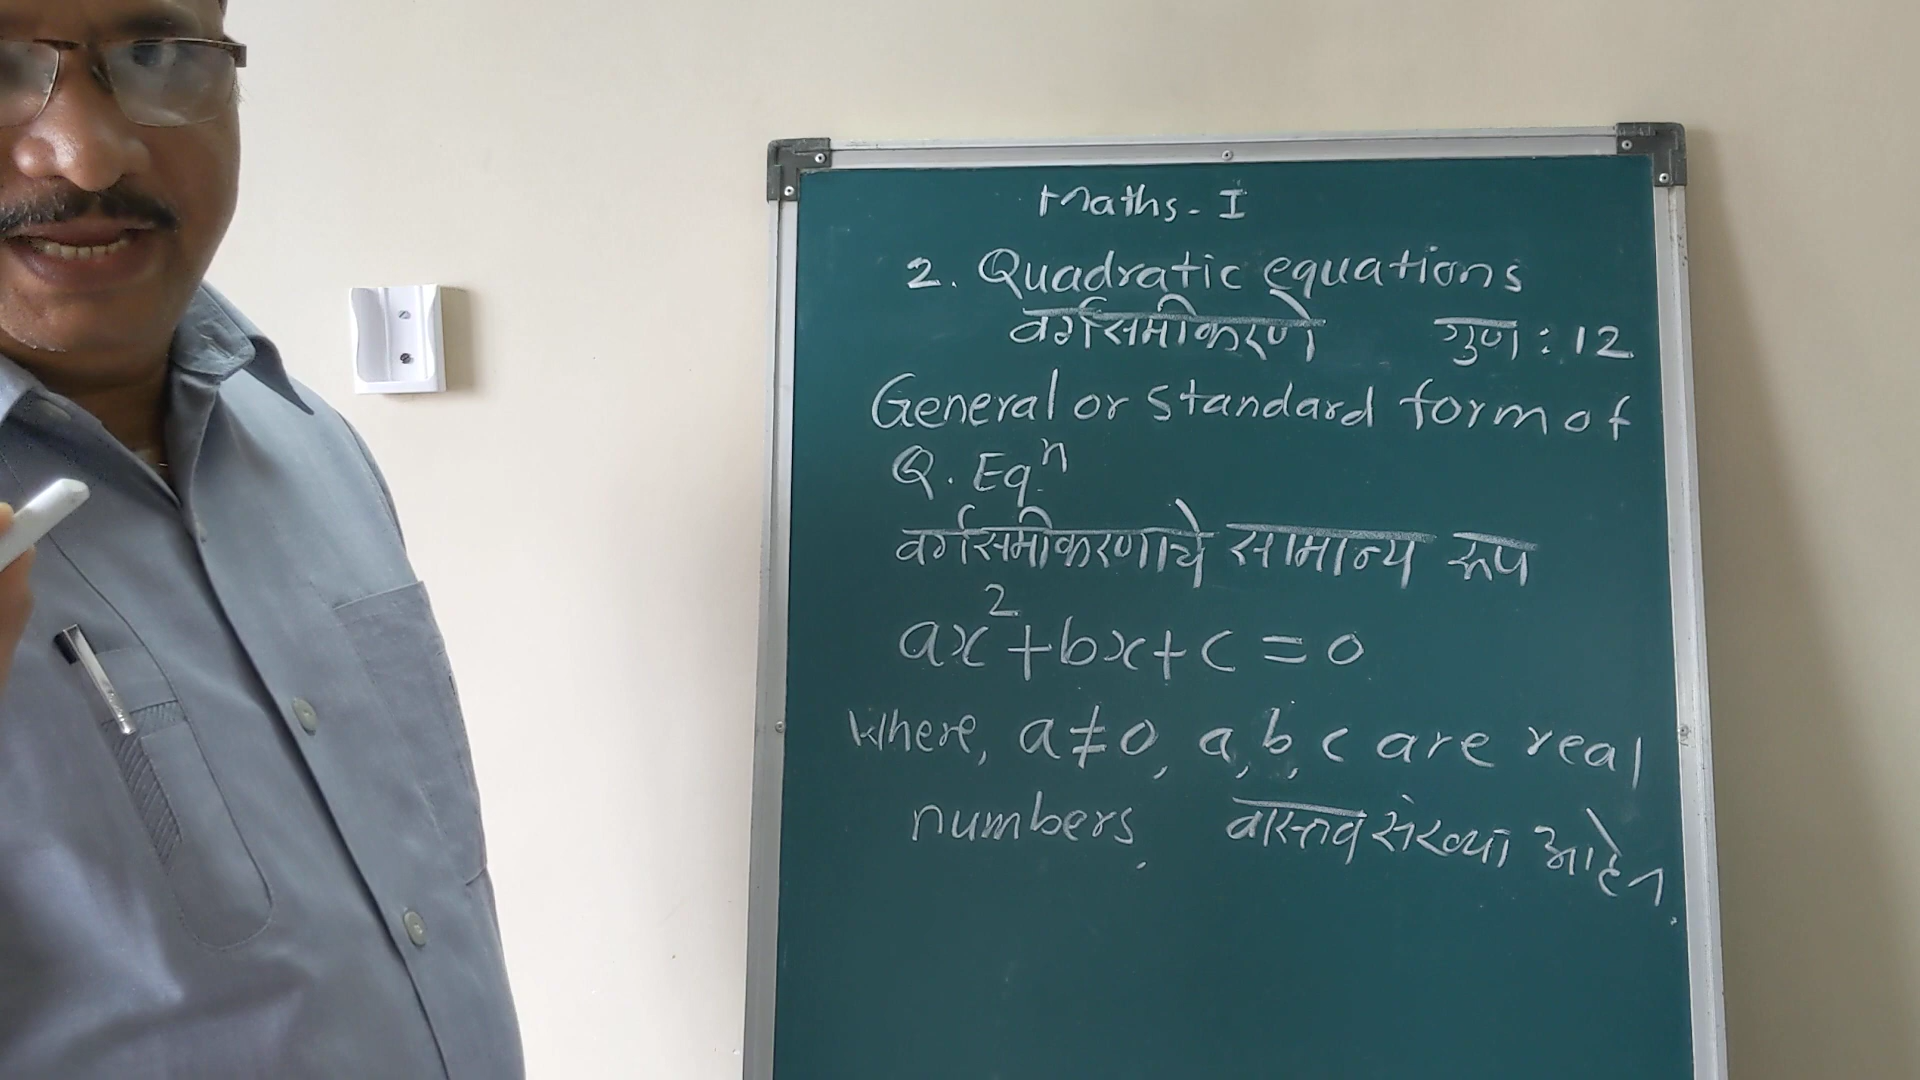 Maths - I
2. Quadratic equations
वर्गसमीकरणे गुण : 12
General or standard form of
Q. Eqⁿ
वर्गसमीकरणाचे सामान्य रूप
ax² + bx + c = 0
Where, a ≠ 0, a, b, c are real
numbers. वास्तव संख्या आहेत.